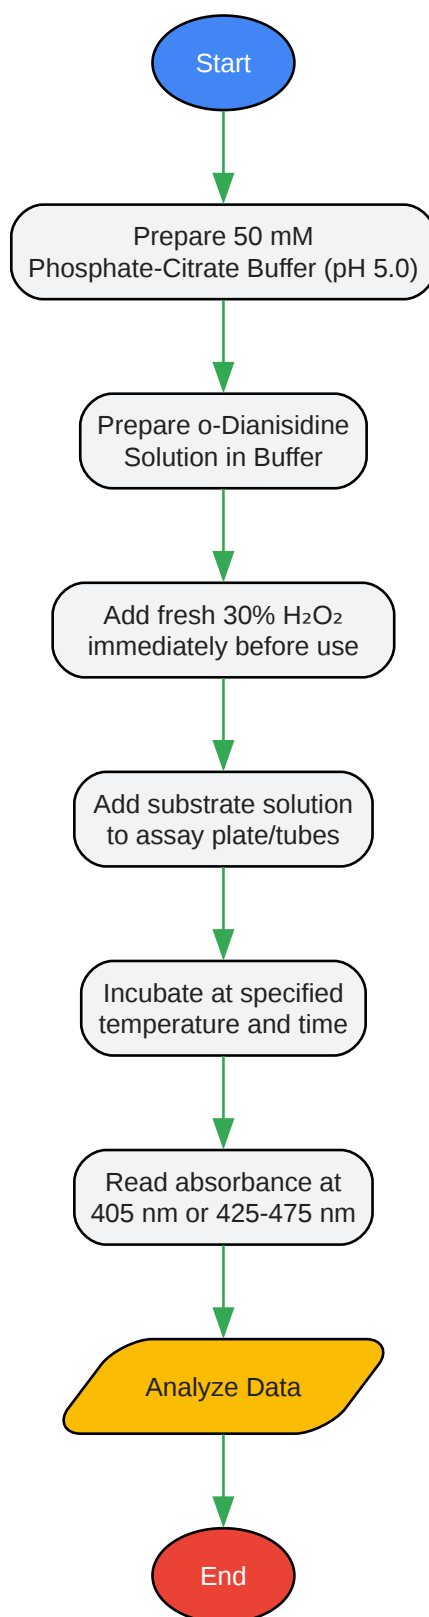 Start
Prepare 50 mM
Phosphate-Citrate Buffer (pH 5.0)
Prepare o-Dianisidine
Solution in Buffer
Add fresh 30% H₂O₂
immediately before use
Add substrate solution
to assay plate/tubes
Incubate at specified
temperature and time
Read absorbance at
405 nm or 425-475 nm
Analyze Data
End